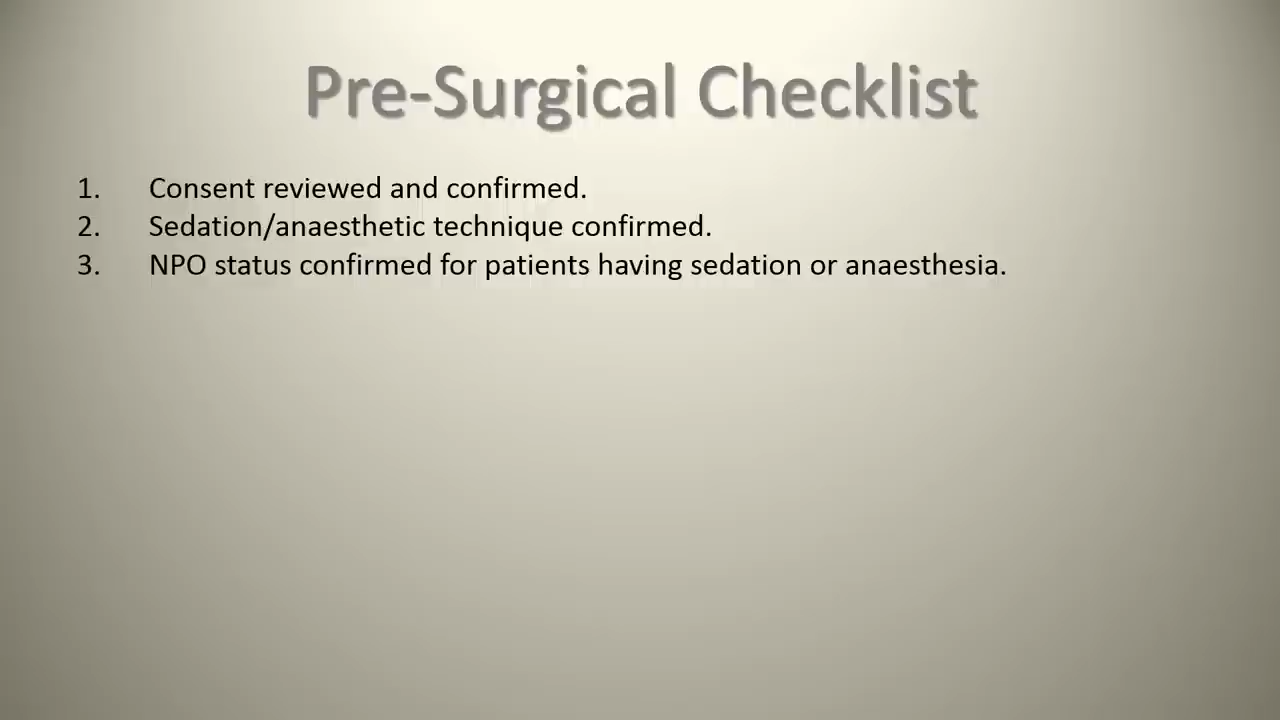 Pre-Surgical Checklist
1. Consent reviewed and confirmed.
2. Sedation/anaesthetic technique confirmed.
3. NPO status confirmed for patients having sedation or anaesthesia.